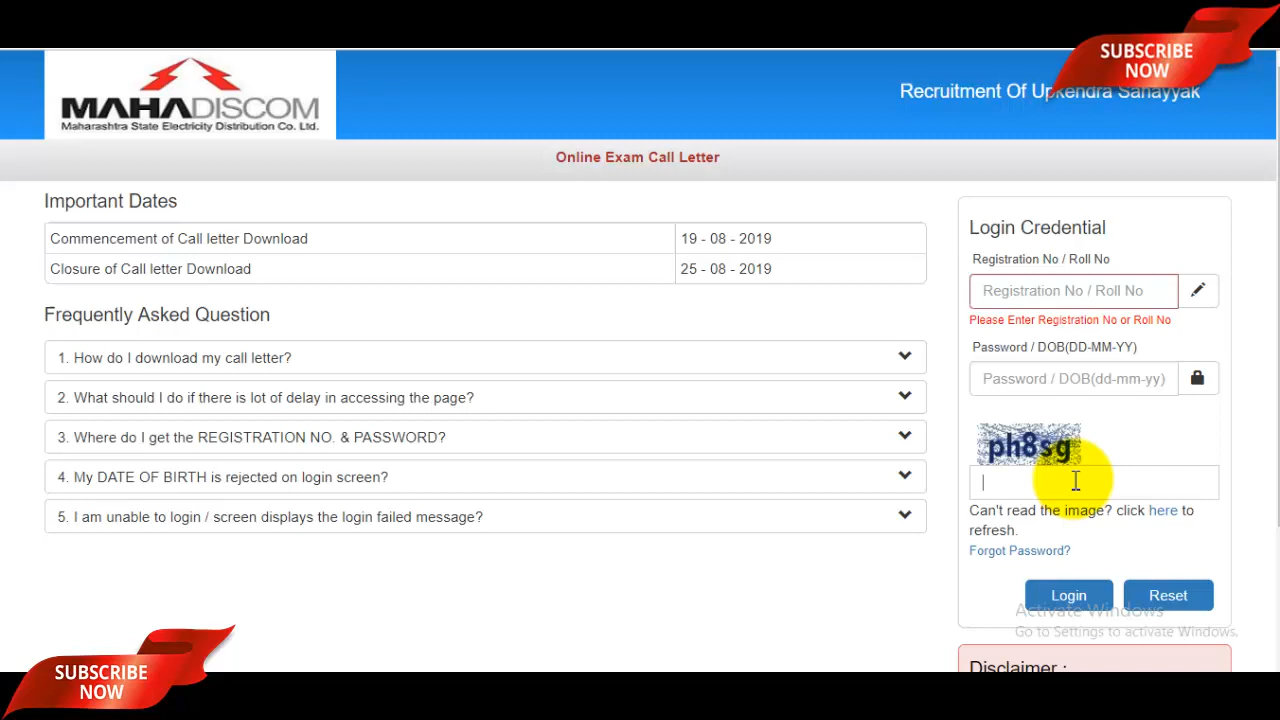 SUBSCRIBE
NOW
MAHADISCOM
Maharashtra State Electricity Distribution Co. Ltd.
Recruitment Of Upkendra Sahayyak
Online Exam Call Letter
Important Dates
Commencement of Call letter Download 19 - 08 - 2019
Closure of Call letter Download 25 - 08 - 2019
Frequently Asked Question
1. How do I download my call letter?
2. What should I do if there is lot of delay in accessing the page?
3. Where do I get the REGISTRATION NO. & PASSWORD?
4. My DATE OF BIRTH is rejected on login screen?
5. I am unable to login / screen displays the login failed message?
Login Credential
Registration No / Roll No
Registration No / Roll No
Please Enter Registration No or Roll No
Password / DOB(DD-MM-YY)
Password / DOB(dd-mm-yy)
ph8sg
Can't read the image? click here to
refresh.
Forgot Password?
Login Reset
Activate Windows
Go to Settings to activate Windows.
Disclaimer :
SUBSCRIBE
NOW